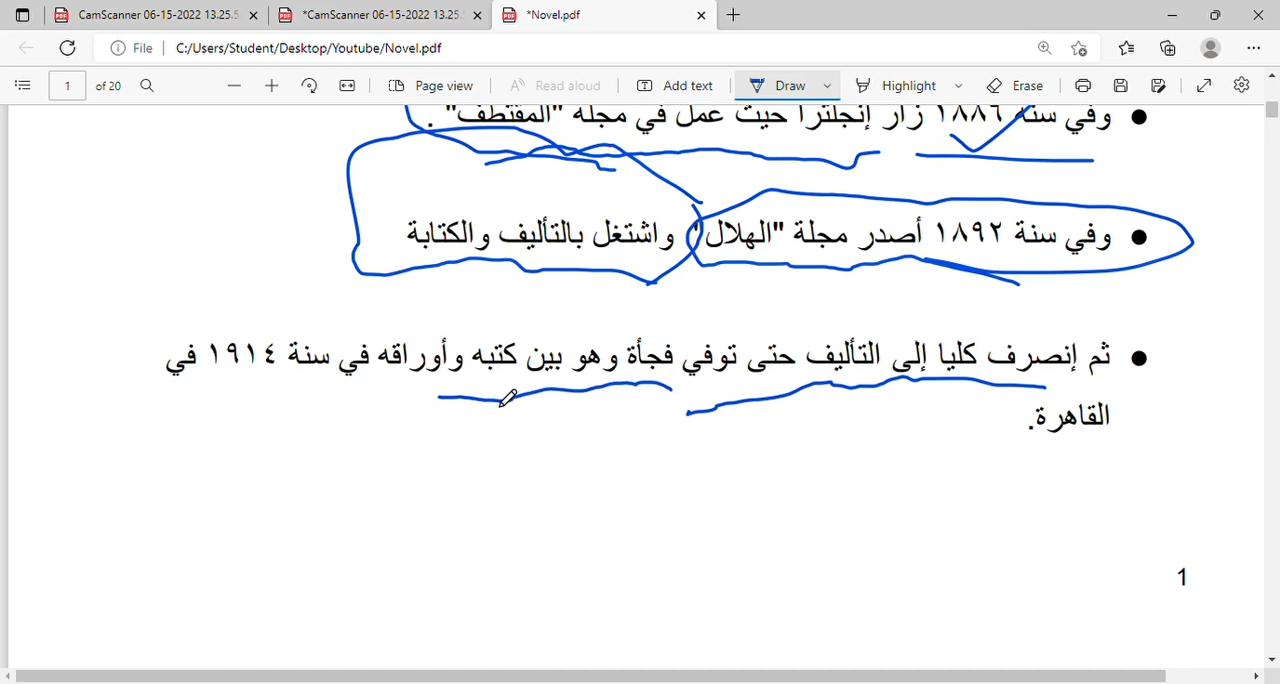 CamScanner 06-15-2022 13.25.5
*CamScanner 06-15-2022 13.25.
*Novel.pdf
File C:/Users/Student/Desktop/Youtube/Novel.pdf
1 of 20 Page view Read aloud Add text Draw Highlight Erase
● وفي سنة ١٨٨٦ زار إنجلترا حيث عمل في مجلة "المقتطف".
● وفي سنة ١٨٩٢ أصدر مجلة "الهلال" واشتغل بالتأليف والكتابة
● ثم إنصرف كليا إلى التأليف حتى توفي فجأة وهو بين كتبه وأوراقه في سنة ١٩١٤ في
القاهرة.
1